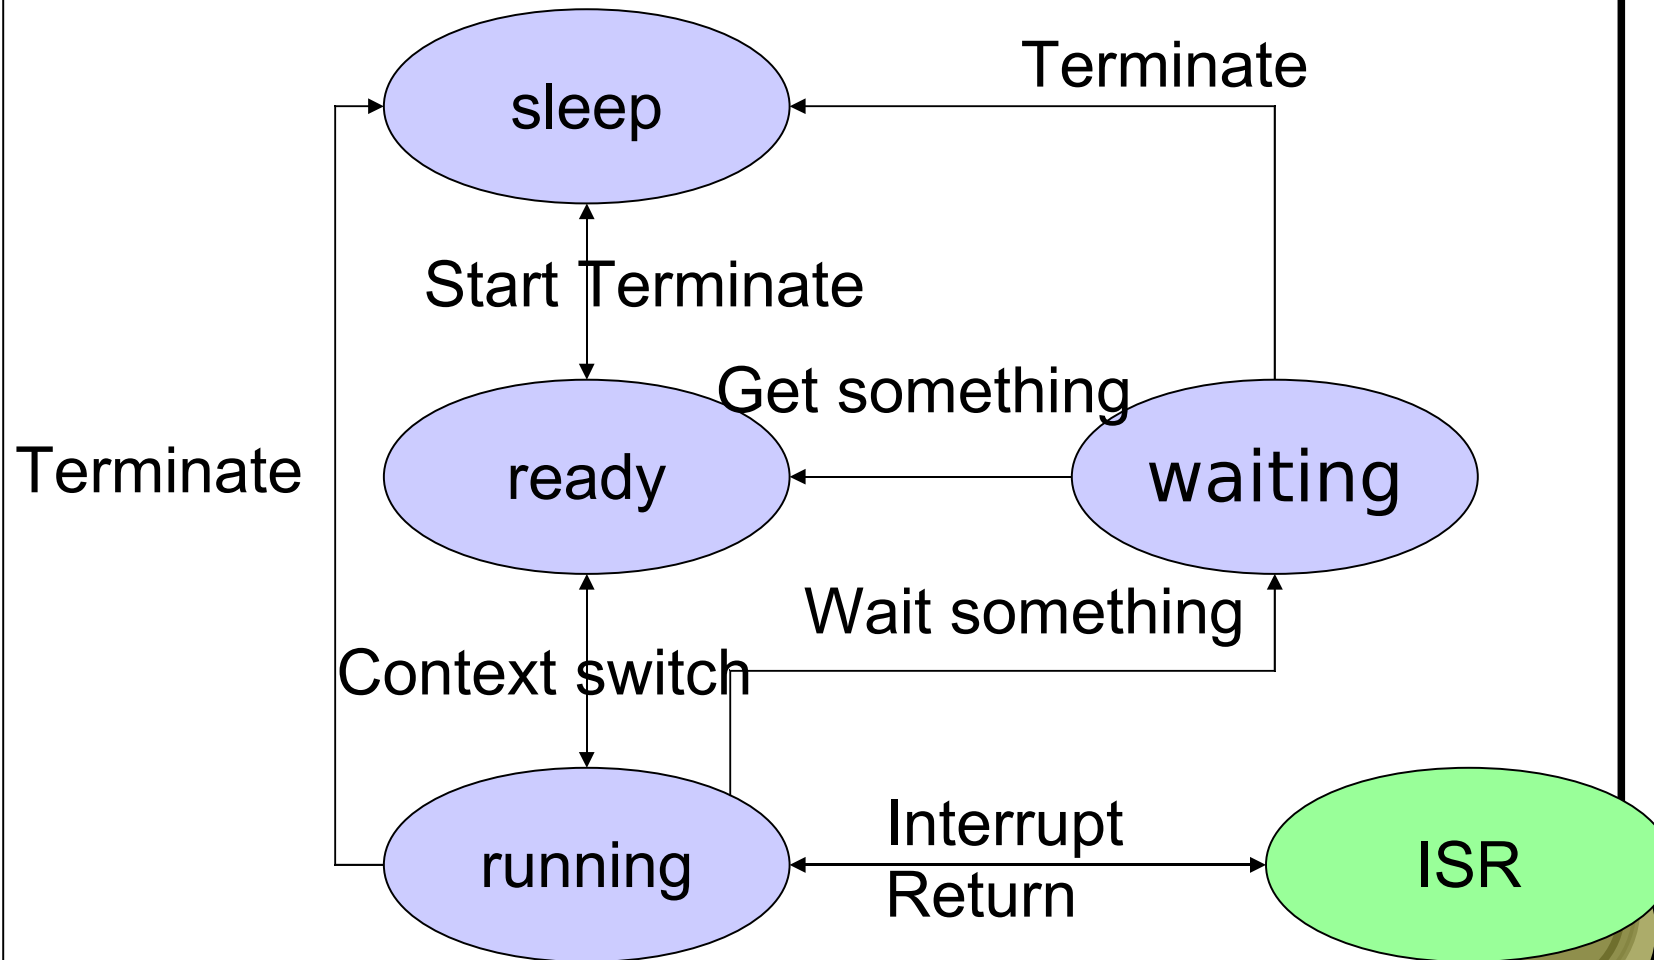 Terminate
sleep
Start Terminate
Get something
Terminate
ready
waiting
Wait something
Context switch
Interrupt
running
ISR
Return